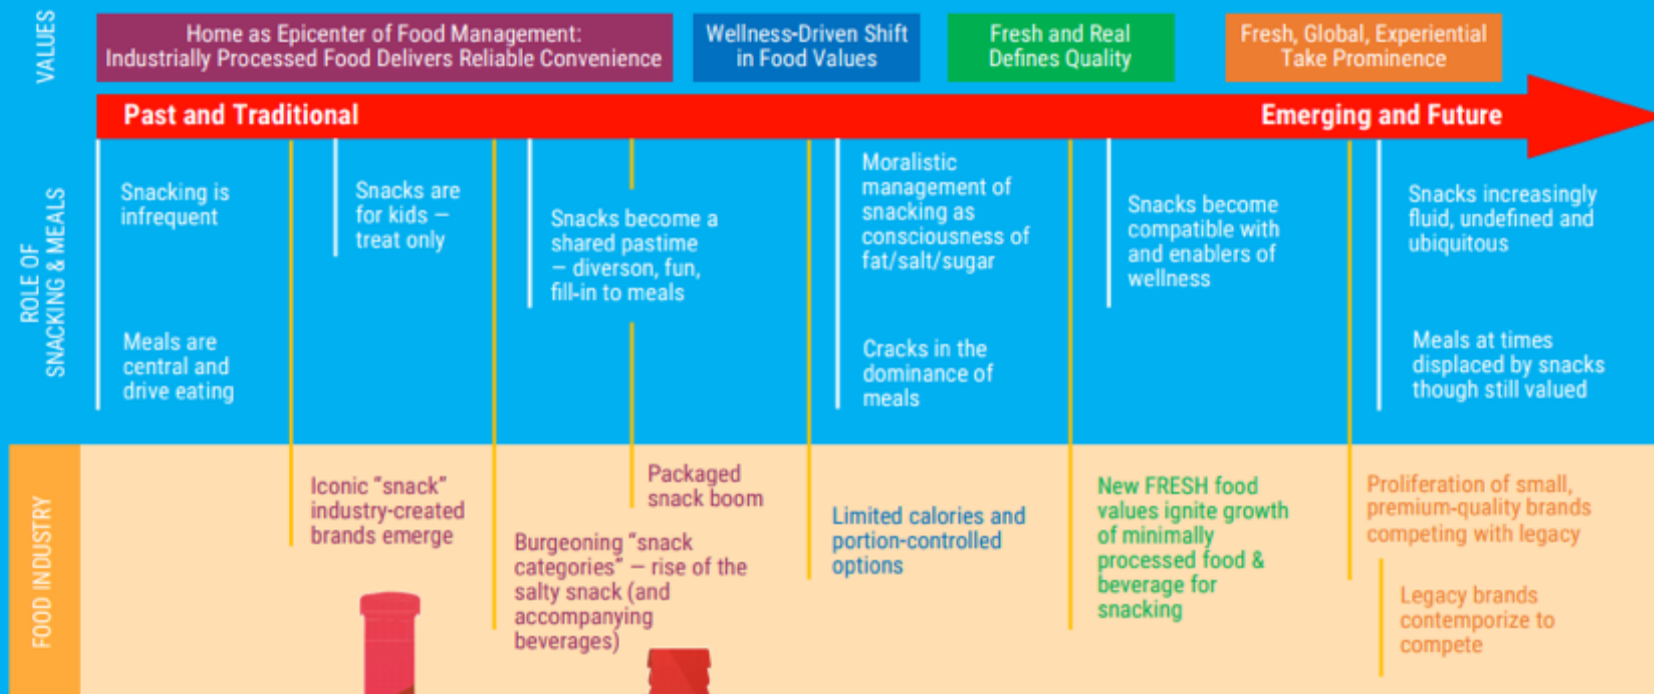 VALUES
Home as Epicenter of Food Management:
Industrially Processed Food Delivers Reliable Convenience
Wellness-Driven Shift
in Food Values
Fresh and Real
Defines Quality
Fresh, Global, Experiential
Take Prominence
Past and Traditional
Emerging and Future
ROLE OF
SNACKING & MEALS
Snacking is
infrequent
Meals are
central and
drive eating
Snacks are
for kids –
treat only
Snacks become a
shared pastime
– diverson, fun,
fill-in to meals
Moralistic
management of
snacking as
consciousness of
fat/salt/sugar
Cracks in the
dominance of
meals
Snacks become
compatible with
and enablers of
wellness
Snacks increasingly
fluid, undefined and
ubiquitous
Meals at times
displaced by snacks
though still valued
FOOD INDUSTRY
Iconic “snack”
industry-created
brands emerge
Packaged
snack boom
Burgeoning “snack
categories” – rise of the
salty snack (and
accompanying
beverages)
Limited calories and
portion-controlled
options
New FRESH food
values ignite growth
of minimally
processed food &
beverage for
snacking
Proliferation of small,
premium-quality brands
competing with legacy
Legacy brands
contemporize to
compete